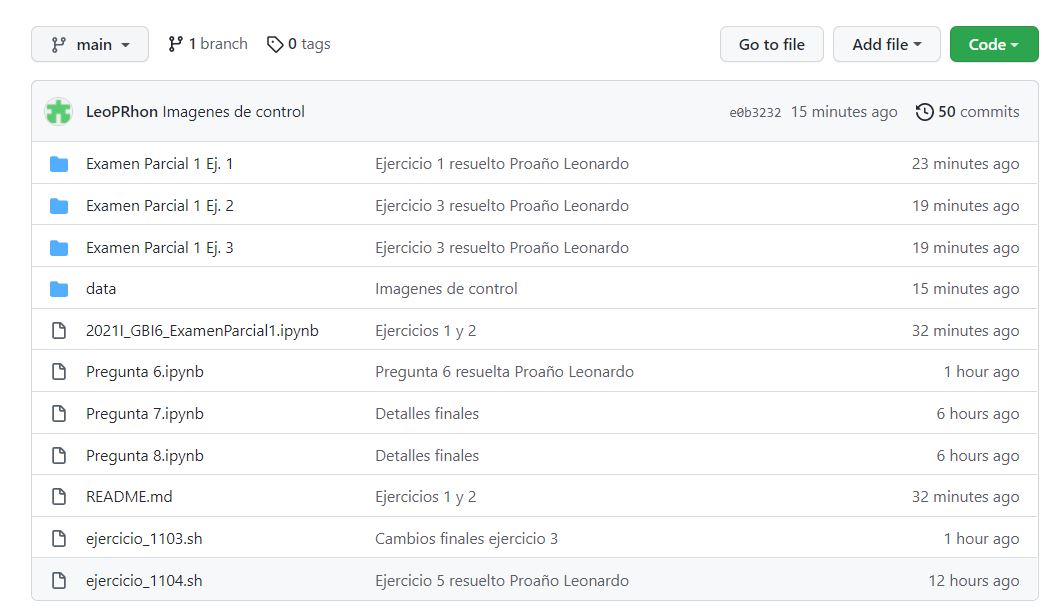 main 1 branch 0 tags Go to file Add file Code
LeoPRhon Imagenes de control e0b3232 15 minutes ago 50 commits
Examen Parcial 1 Ej. 1 Ejercicio 1 resuelto Proaño Leonardo 23 minutes ago
Examen Parcial 1 Ej. 2 Ejercicio 3 resuelto Proaño Leonardo 19 minutes ago
Examen Parcial 1 Ej. 3 Ejercicio 3 resuelto Proaño Leonardo 19 minutes ago
data Imagenes de control 15 minutes ago
2021I_GBI6_ExamenParcial1.ipynb Ejercicios 1 y 2 32 minutes ago
Pregunta 6.ipynb Pregunta 6 resuelta Proaño Leonardo 1 hour ago
Pregunta 7.ipynb Detalles finales 6 hours ago
Pregunta 8.ipynb Detalles finales 6 hours ago
README.md Ejercicios 1 y 2 32 minutes ago
ejercicio_1103.sh Cambios finales ejercicio 3 1 hour ago
ejercicio_1104.sh Ejercicio 5 resuelto Proaño Leonardo 12 hours ago